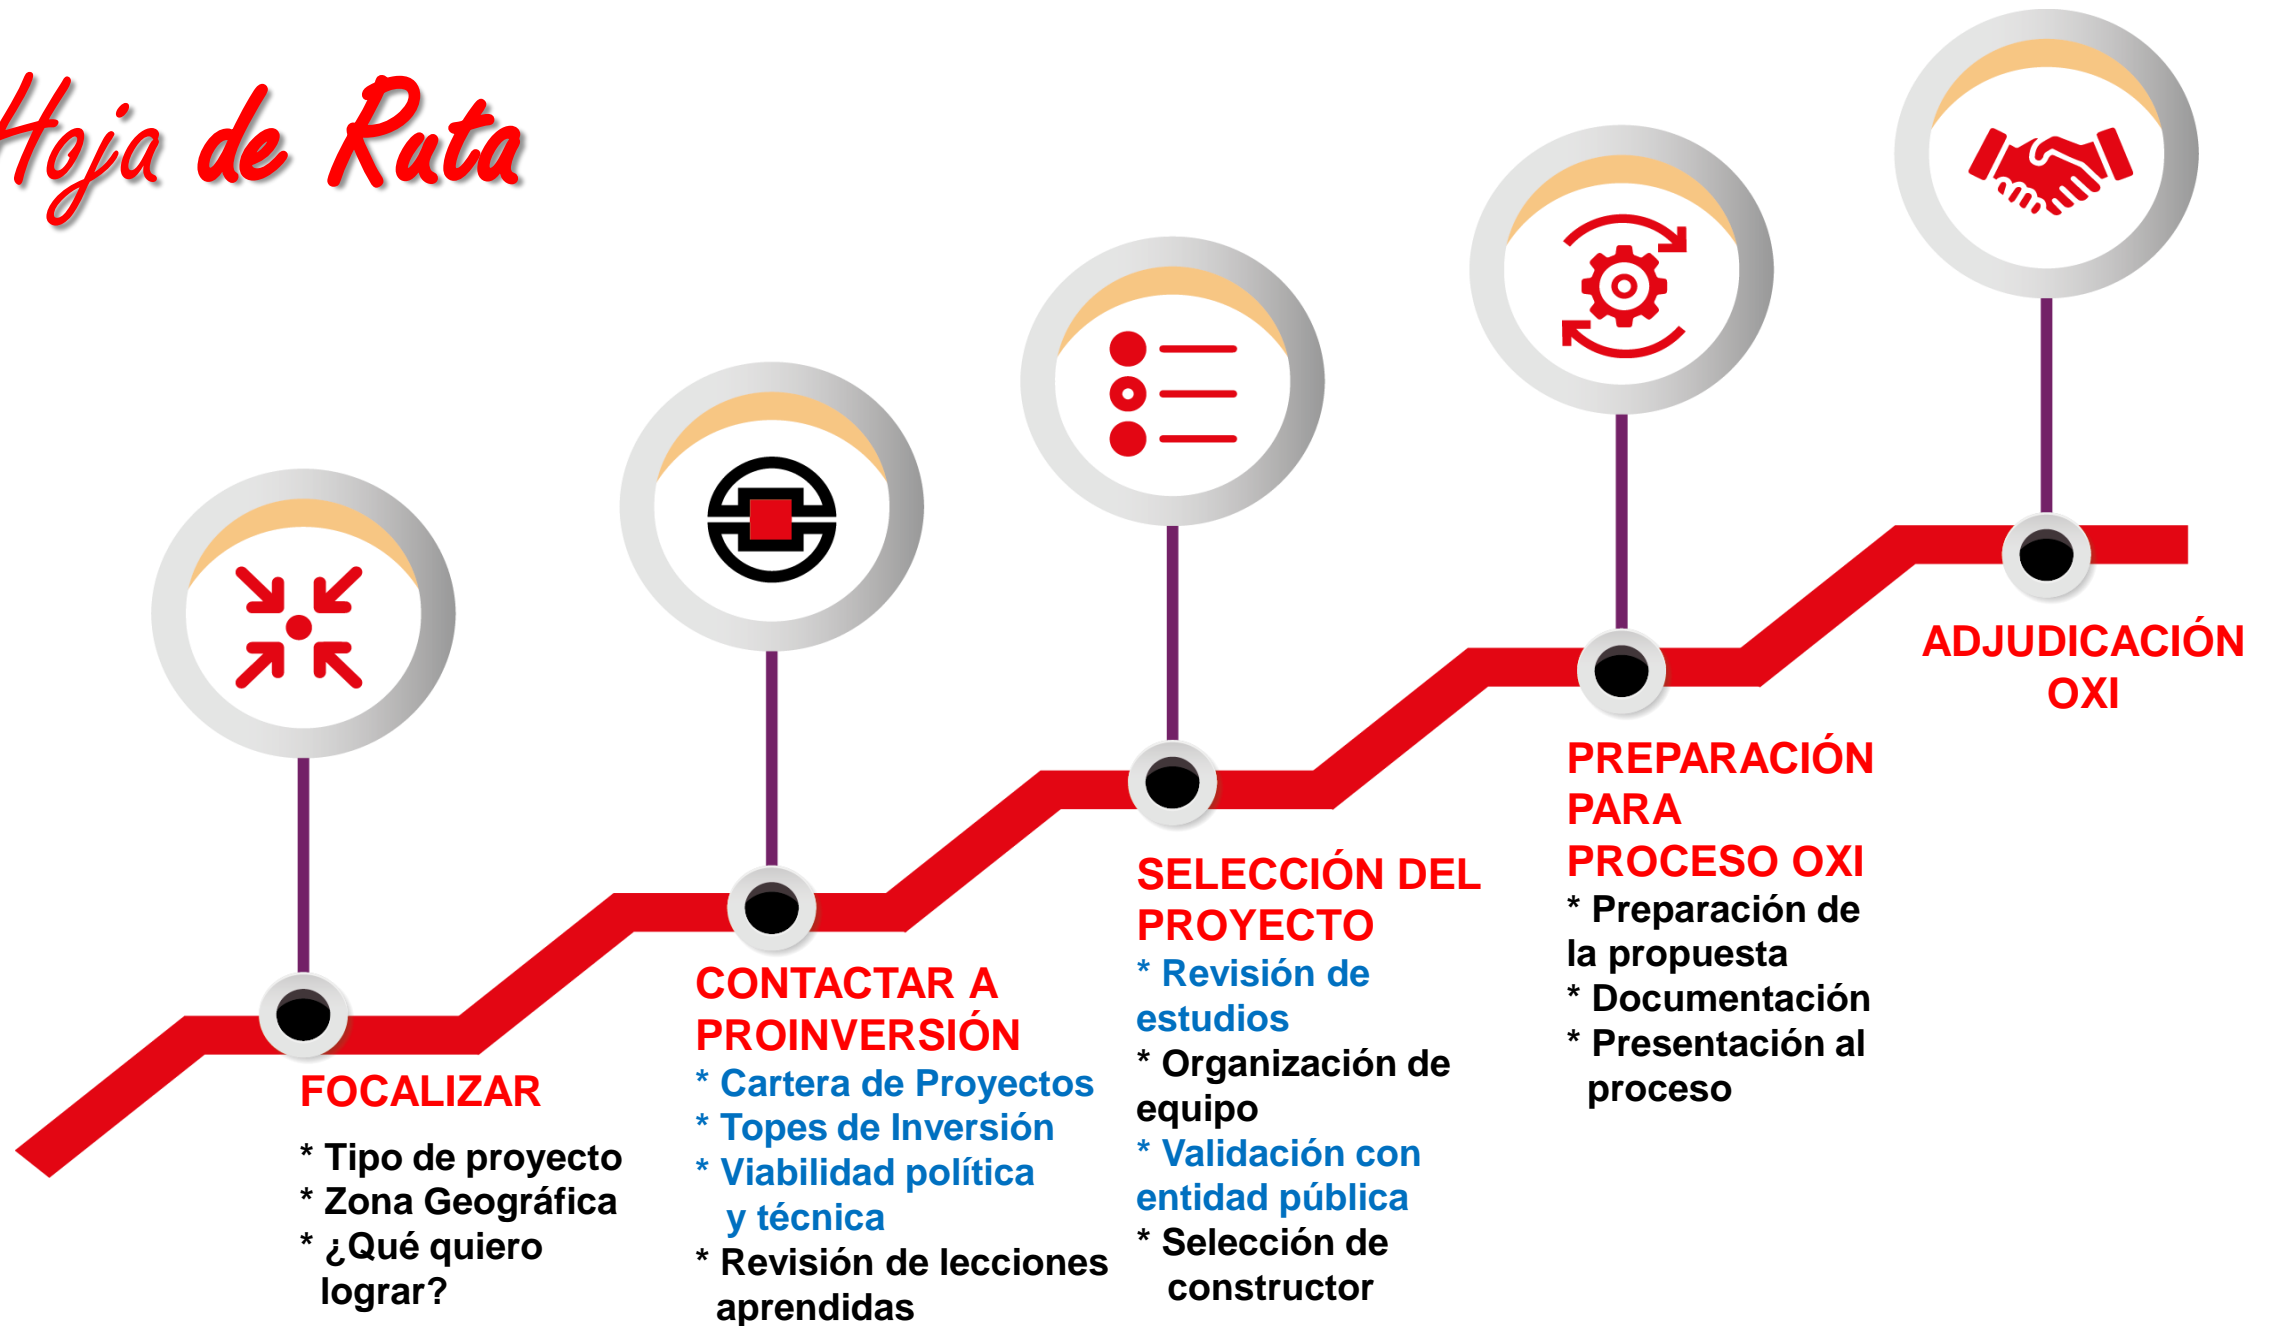 Hoja de Ruta
FOCALIZAR
* Tipo de proyecto
* Zona Geográfica
* ¿Qué quiero
lograr?
CONTACTAR A
PROINVERSIÓN
* Cartera de Proyectos
* Topes de Inversión
* Viabilidad política
y técnica
* Revisión de lecciones
aprendidas
SELECCIÓN DEL
PROYECTO
* Revisión de
estudios
* Organización de
equipo
* Validación con
entidad pública
* Selección de
constructor
PREPARACIÓN
PARA
PROCESO OXI
* Preparación de
la propuesta
* Documentación
* Presentación al
proceso
ADJUDICACIÓN
OXI